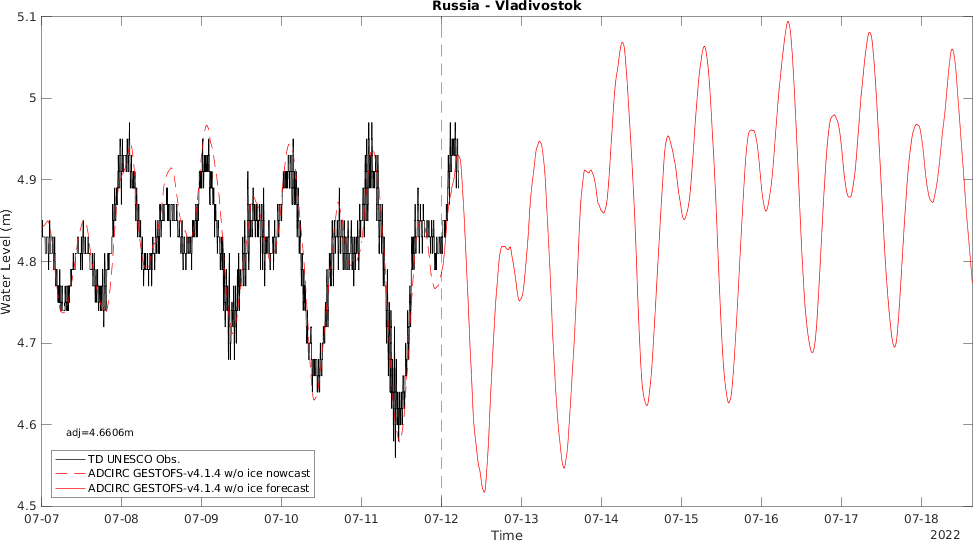 Russia - Vladivostok
Water Level (m)
5.1
5
4.9
4.8
4.7
4.6
4.5
adj=4.6606m
TD UNESCO Obs.
ADCIRC GESTOFS-v4.1.4 w/o ice nowcast
ADCIRC GESTOFS-v4.1.4 w/o ice forecast
07-07 07-08 07-09 07-10 07-11 07-12 07-13 07-14 07-15 07-16 07-17 07-18
Time
2022